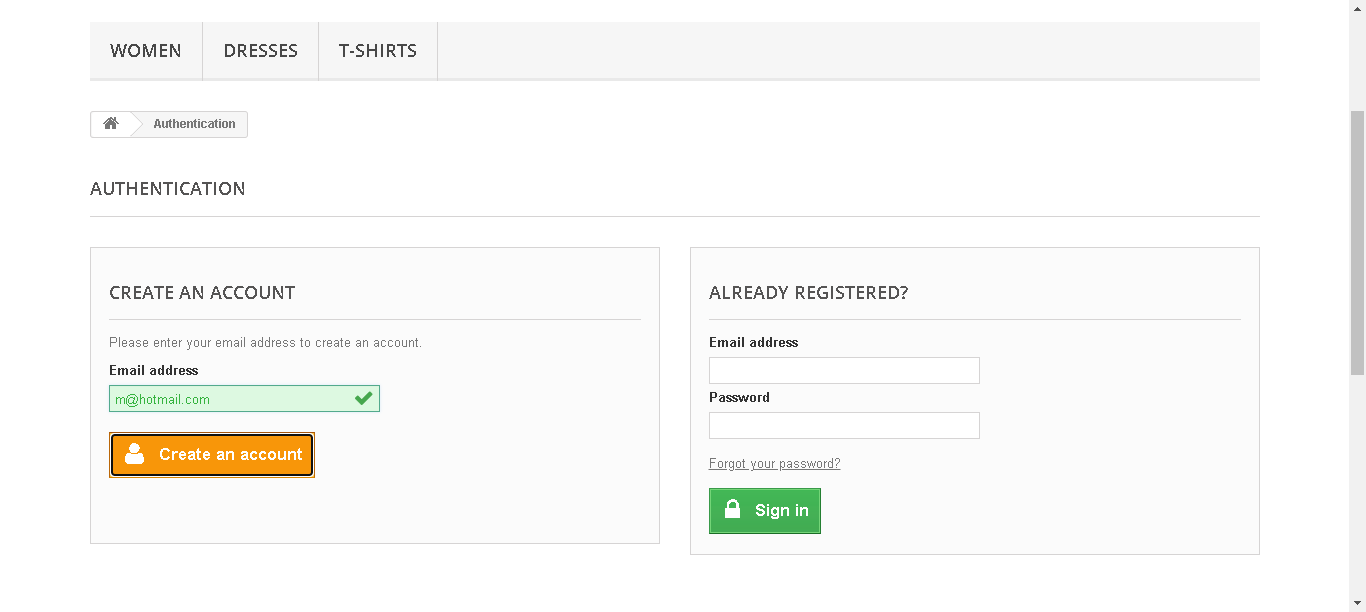 WOMEN DRESSES T-SHIRTS
Authentication
AUTHENTICATION
CREATE AN ACCOUNT
Please enter your email address to create an account.
Email address
m@hotmail.com
Create an account
ALREADY REGISTERED?
Email address
Password
Forgot your password?
Sign in